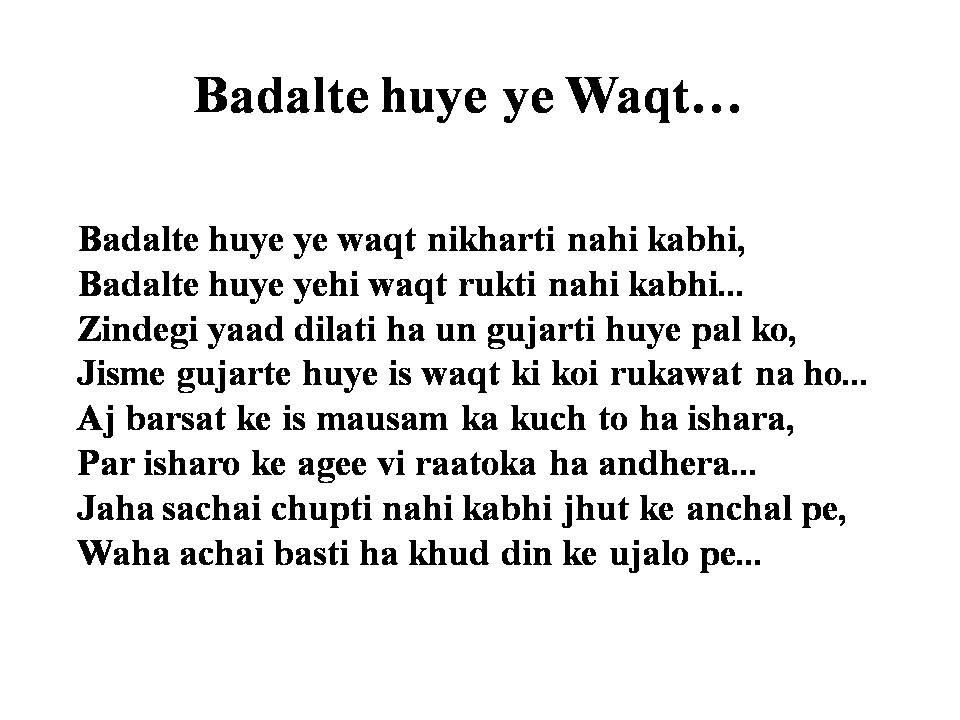 Badalte huye ye Waqt…
Badalte huye ye waqt nikharti nahi kabhi,
Badalte huye yehi waqt rukti nahi kabhi...
Zindegi yaad dilati ha un gujarti huye pal ko,
Jisme gujarte huye is waqt ki koi rukawat na ho...
Aj barsat ke is mausam ka kuch to ha ishara,
Par isharo ke agee vi raatoka ha andhera...
Jaha sachai chupti nahi kabhi jhut ke anchal pe,
Waha achai basti ha khud din ke ujalo pe...